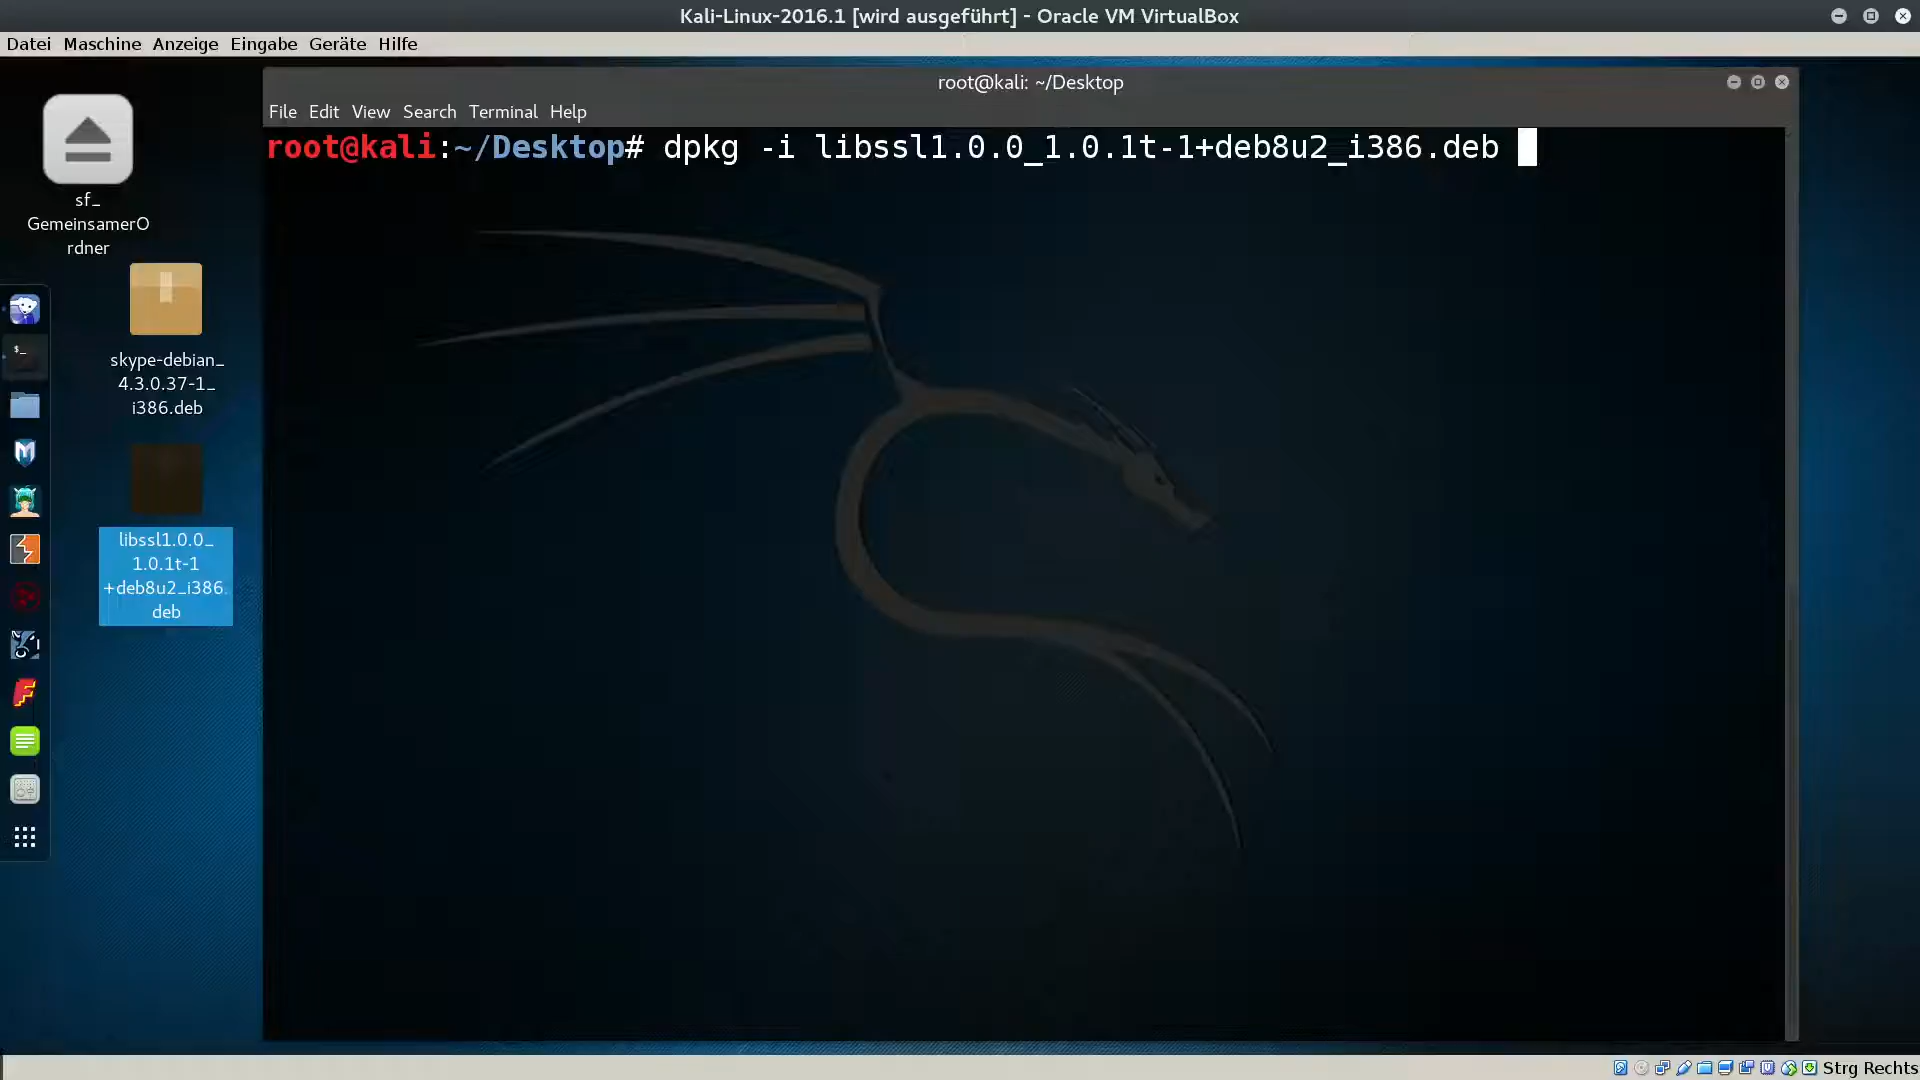 Kali-Linux-2016.1 [wird ausgeführt] - Oracle VM VirtualBox
Datei Maschine Anzeige Eingabe Geräte Hilfe
root@kali: ~/Desktop
File Edit View Search Terminal Help
root@kali:~/Desktop# dpkg -i libssl1.0.0_1.0.1t-1+deb8u2_i386.deb
sf_
GemeinsamerO
rdner
skype-debian_
4.3.0.37-1_
i386.deb
libssl1.0.0_
1.0.1t-1
+deb8u2_i386.
deb
Strg Rechts